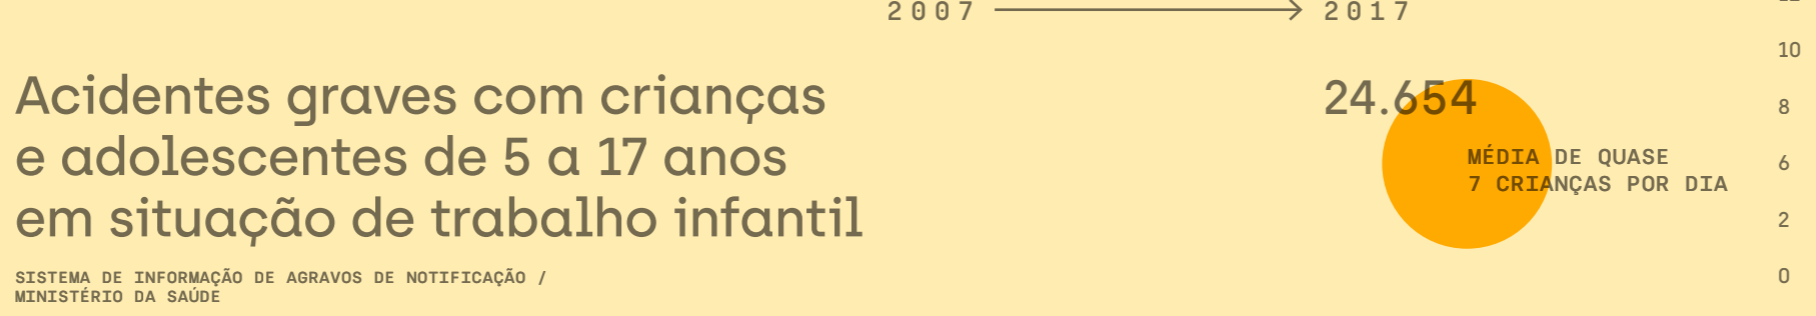 2007 2017
Acidentes graves com crianças
e adolescentes de 5 a 17 anos
em situação de trabalho infantil
SISTEMA DE INFORMAÇÃO DE AGRAVOS DE NOTIFICAÇÃO /
MINISTÉRIO DA SAÚDE
24.654
MÉDIA DE QUASE
7 CRIANÇAS POR DIA
10
8
6
2
0